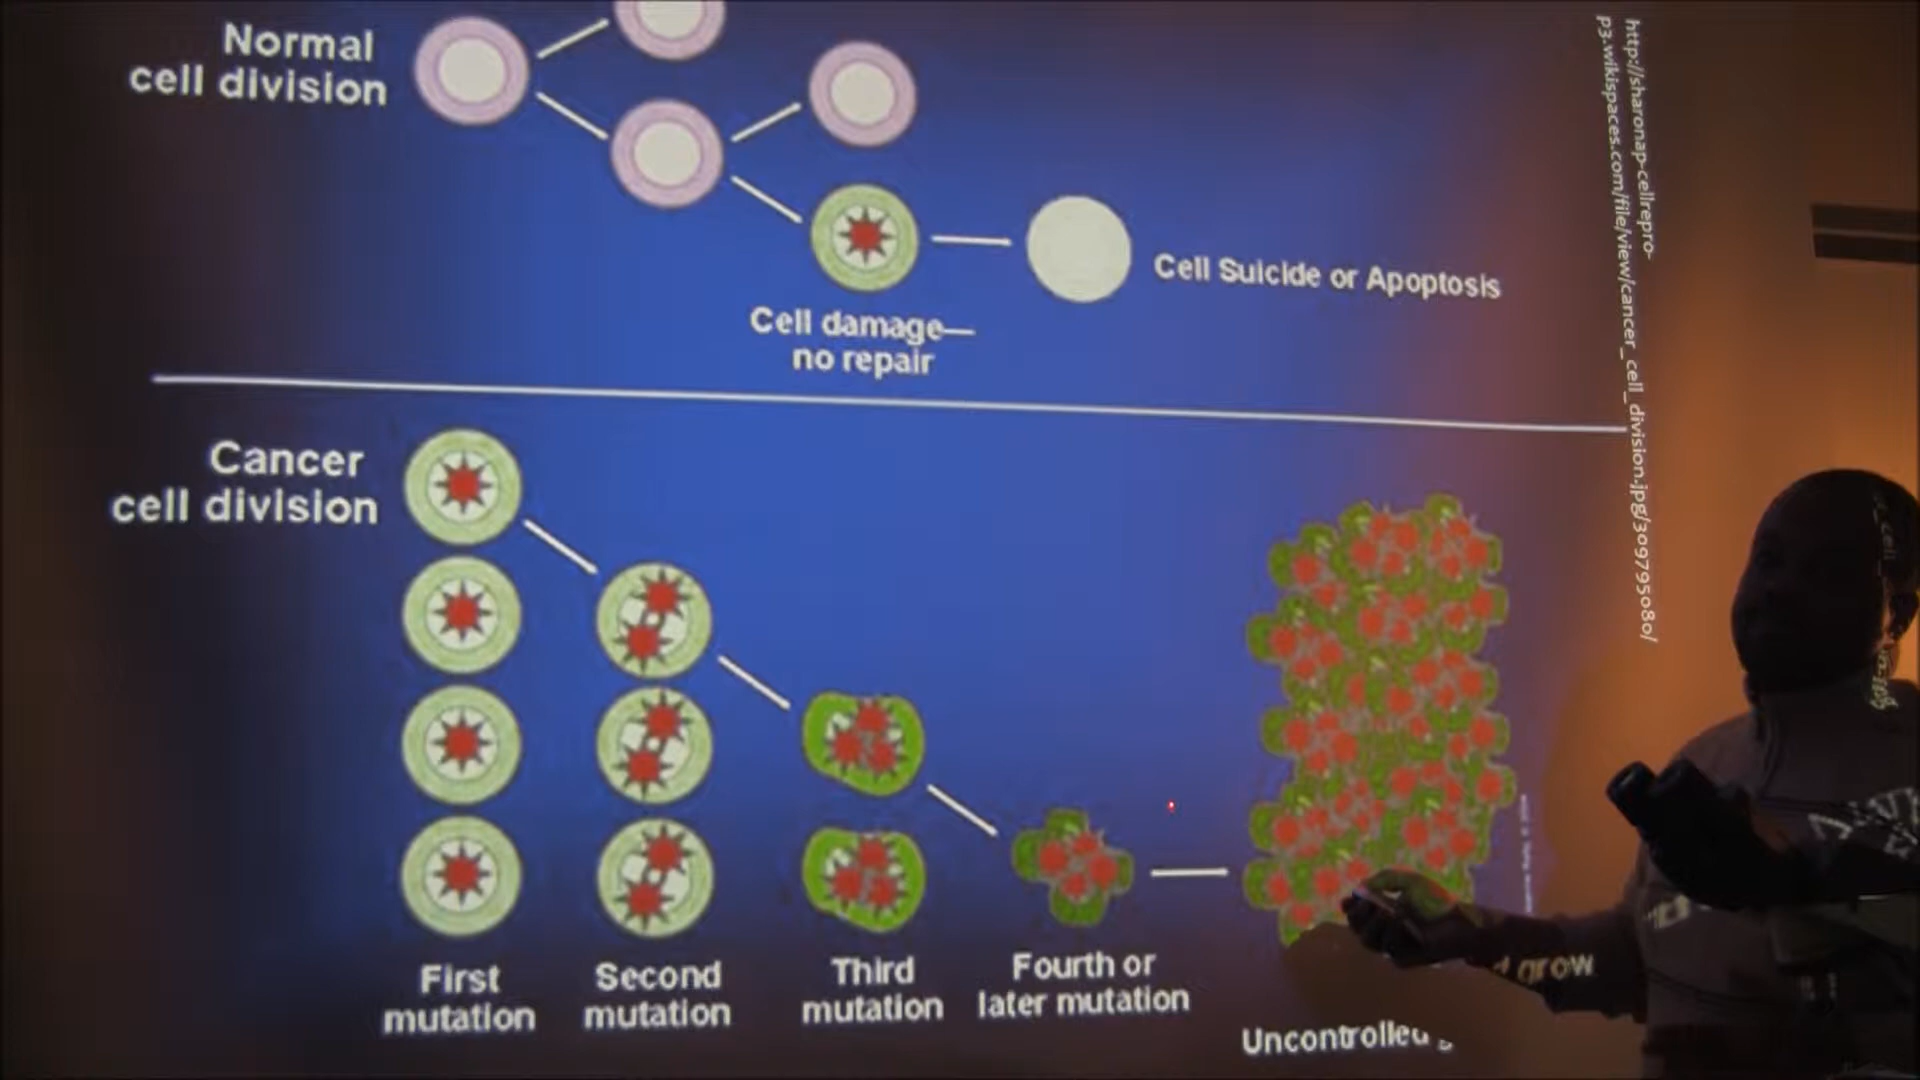 Normal
cell division
Cell Suicide or Apoptosis
Cell damage—
no repair
Cancer
cell division
First
mutation
Second
mutation
Third
mutation
Fourth or
later mutation
grow
Uncontrolled
http://sharonap-cellrepro-
p3.wikispaces.com/file/view/cancer_cell_division.jpg/309795080/